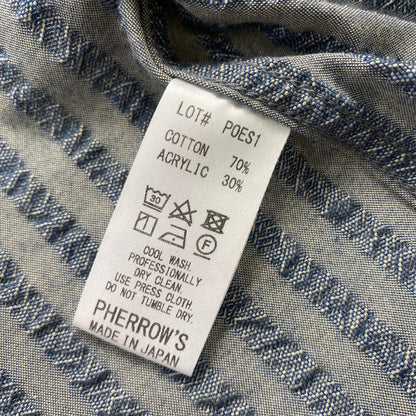 LOT# POES1
COTTON 70%
ACRYLIC 30%
30
F
COOL WASH.
PROFESSIONALLY
DRY CLEAN.
USE PRESS CLOTH.
DO NOT TUMBLE DRY.
PHERROW'S
MADE IN JAPAN